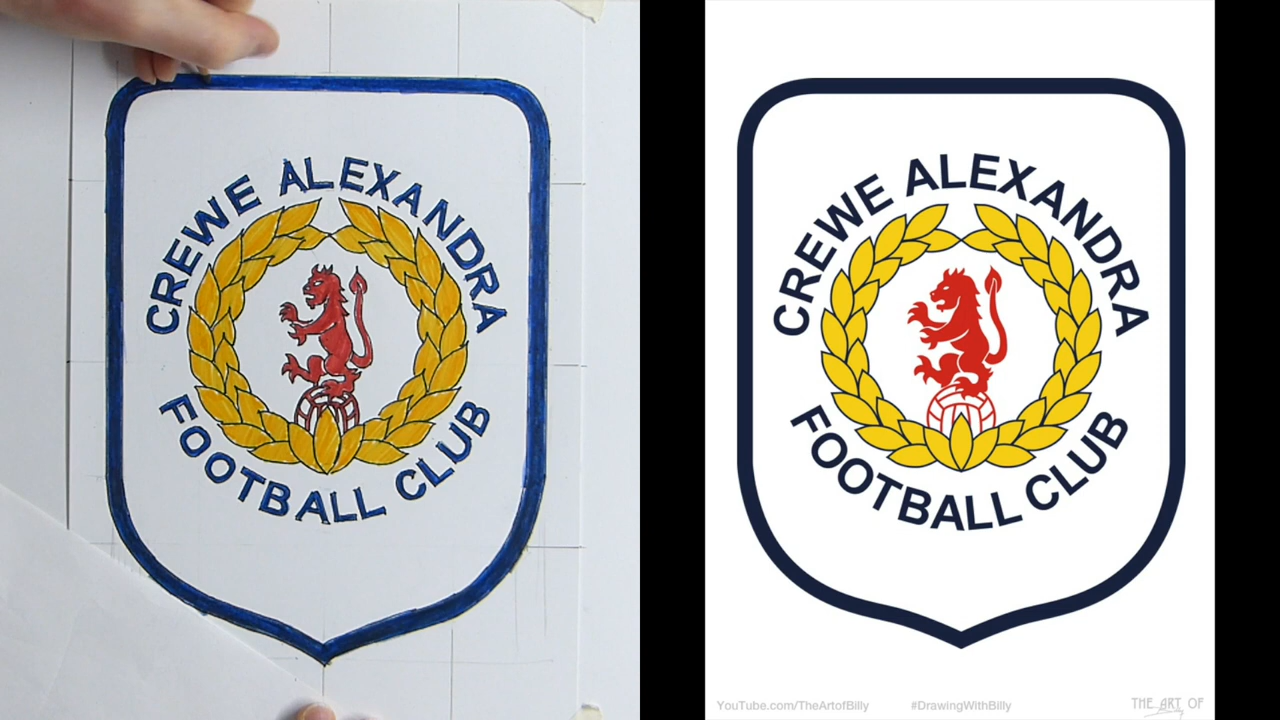 CREWE ALEXANDRA
FOOTBALL CLUB
CREWE ALEXANDRA
FOOTBALL CLUB
YouTube.com/TheArtofBilly
#DrawingWithBilly
THE ART OF